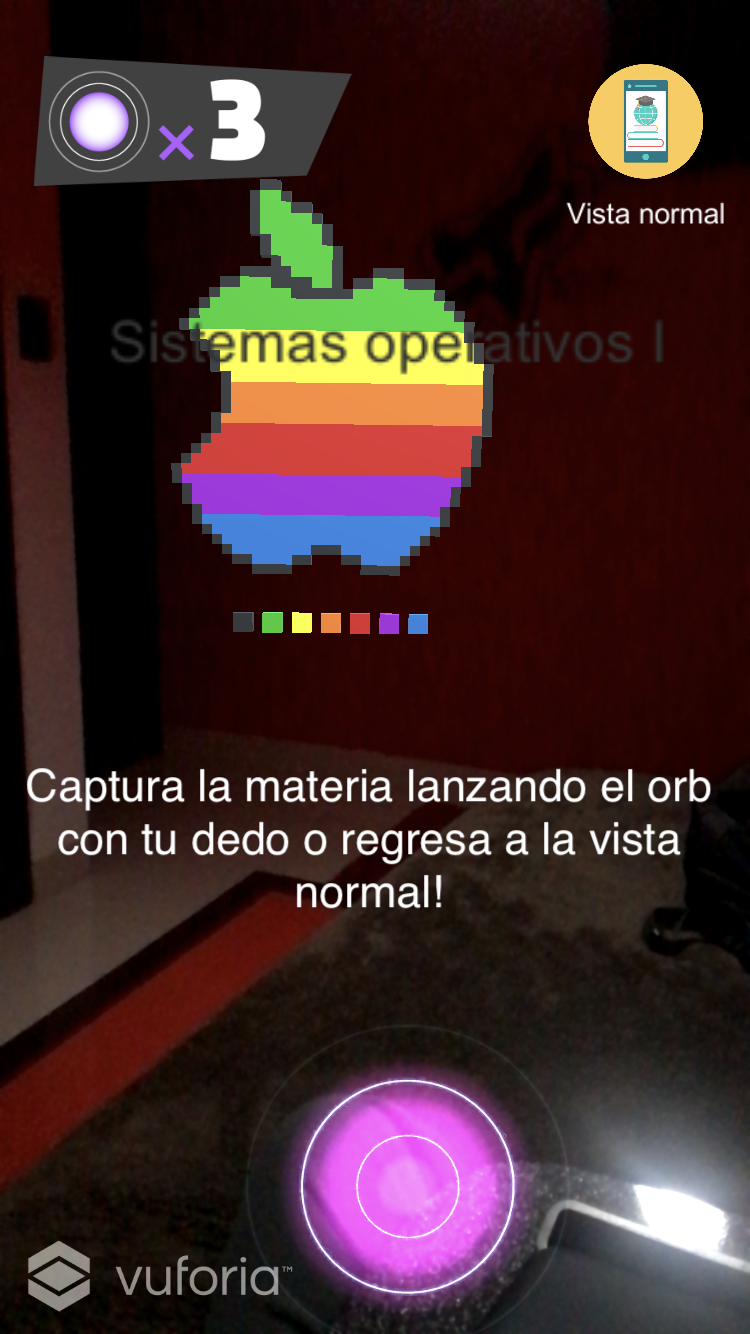 × 3
Vista normal
Sistemas operativos I
Captura la materia lanzando el orb
con tu dedo o regresa a la vista
normal!
vuforia™